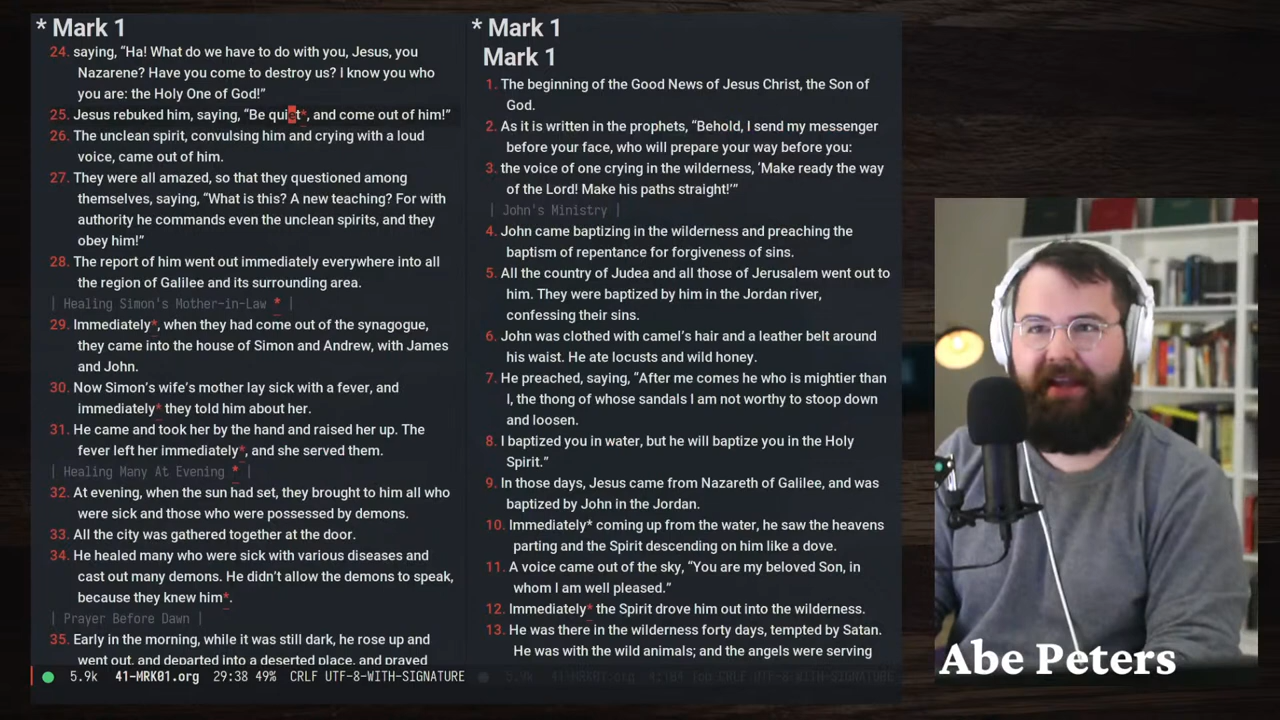 * Mark 1
24. saying, “Ha! What do we have to do with you, Jesus, you
Nazarene? Have you come to destroy us? I know you who
you are: the Holy One of God!”
25. Jesus rebuked him, saying, “Be quiet*, and come out of him!”
26. The unclean spirit, convulsing him and crying with a loud
voice, came out of him.
27. They were all amazed, so that they questioned among
themselves, saying, “What is this? A new teaching? For with
authority he commands even the unclean spirits, and they
obey him!”
28. The report of him went out immediately everywhere into all
the region of Galilee and its surrounding area.
| Healing Simon's Mother-in-Law * |
29. Immediately*, when they had come out of the synagogue,
they came into the house of Simon and Andrew, with James
and John.
30. Now Simon’s wife’s mother lay sick with a fever, and
immediately* they told him about her.
31. He came and took her by the hand and raised her up. The
fever left her immediately*, and she served them.
| Healing Many At Evening * |
32. At evening, when the sun had set, they brought to him all who
were sick and those who were possessed by demons.
33. All the city was gathered together at the door.
34. He healed many who were sick with various diseases and
cast out many demons. He didn’t allow the demons to speak,
because they knew him*.
| Prayer Before Dawn |
35. Early in the morning, while it was still dark, he rose up and
went out, and departed into a deserted place, and prayed
5.9k 41-MRK01.org 29:38 49% CRLF UTF-8-WITH-SIGNATURE
* Mark 1
Mark 1
1. The beginning of the Good News of Jesus Christ, the Son of
God.
2. As it is written in the prophets, “Behold, I send my messenger
before your face, who will prepare your way before you:
3. the voice of one crying in the wilderness, ‘Make ready the way
of the Lord! Make his paths straight!’”
| John's Ministry |
4. John came baptizing in the wilderness and preaching the
baptism of repentance for forgiveness of sins.
5. All the country of Judea and all those of Jerusalem went out to
him. They were baptized by him in the Jordan river,
confessing their sins.
6. John was clothed with camel’s hair and a leather belt around
his waist. He ate locusts and wild honey.
7. He preached, saying, “After me comes he who is mightier than
I, the thong of whose sandals I am not worthy to stoop down
and loosen.
8. I baptized you in water, but he will baptize you in the Holy
Spirit.”
9. In those days, Jesus came from Nazareth of Galilee, and was
baptized by John in the Jordan.
10. Immediately* coming up from the water, he saw the heavens
parting and the Spirit descending on him like a dove.
11. A voice came out of the sky, “You are my beloved Son, in
whom I am well pleased.”
12. Immediately* the Spirit drove him out into the wilderness.
13. He was there in the wilderness forty days, tempted by Satan.
He was with the wild animals; and the angels were serving
5.9k 41-MRK01.org CRLF UTF-8-WITH-SIGNATURE
Abe Peters